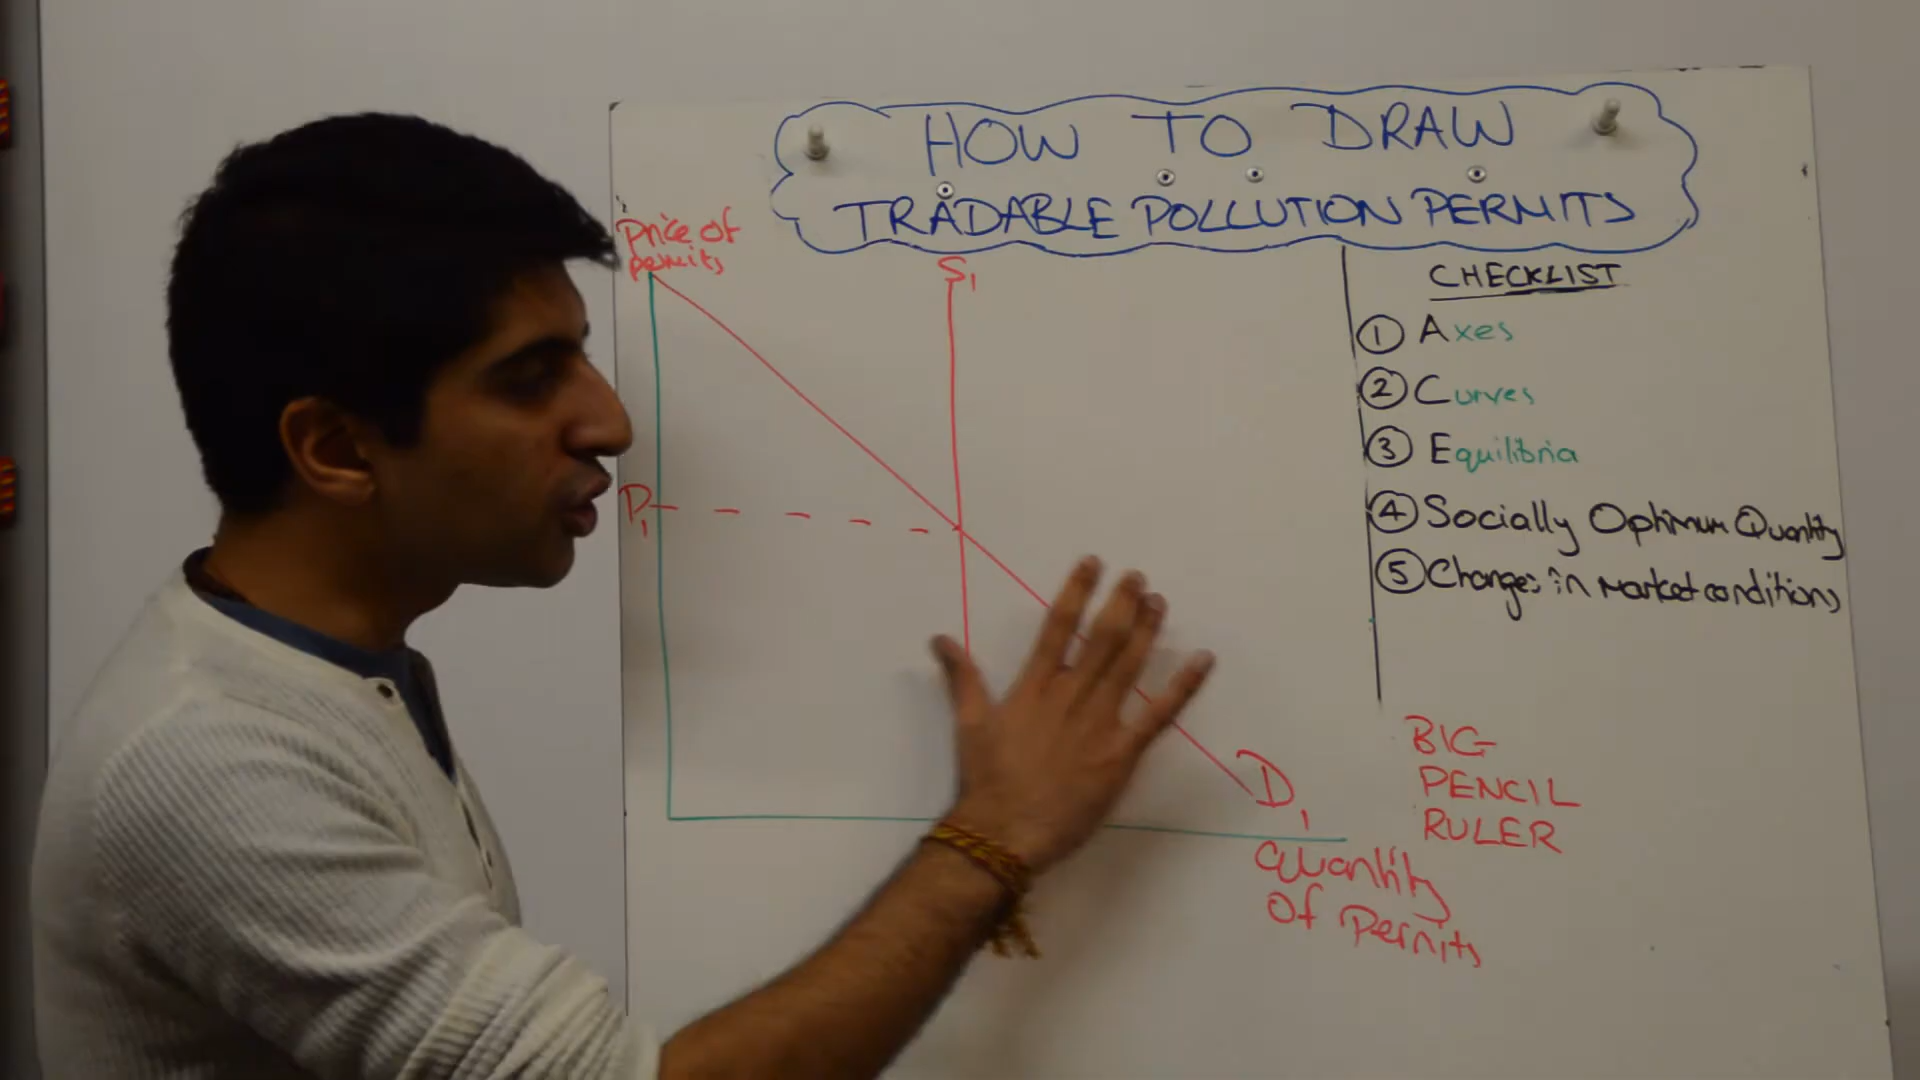 HOW TO DRAW
TRADABLE POLLUTION PERMITS
Price of
permits
S1
P1
D1
Quantity
Of Permits
CHECKLIST
① Axes
② Curves
③ Equilibria
④ Socially Optimum Quantity
⑤ Changes in market conditions
BIG
PENCIL
RULER